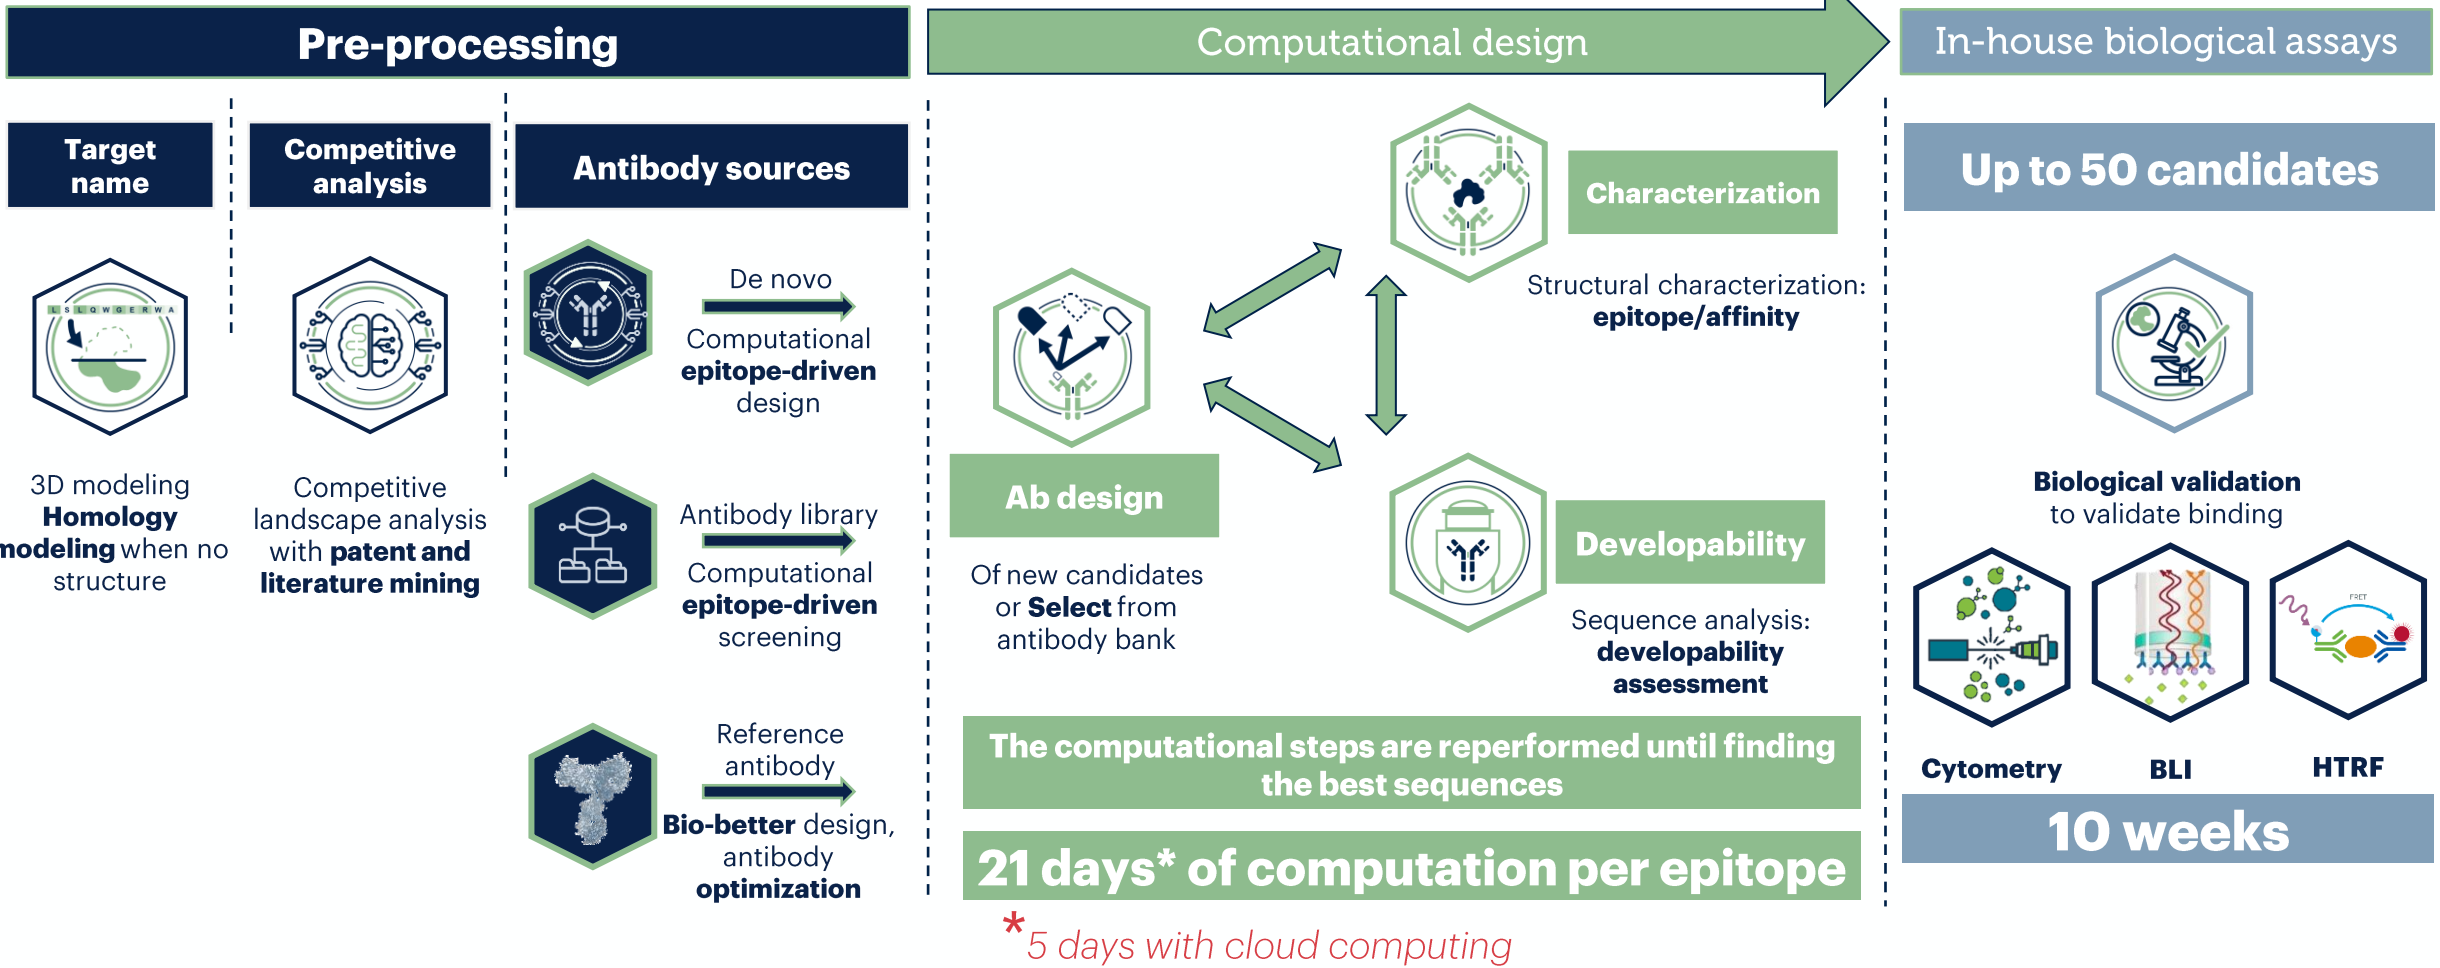 Pre-processing
Computational design
In-house biological assays
Target
name
Competitive
analysis
Antibody sources
L S L Q W G E R W A
3D modeling
Homology
modeling when no
structure
Competitive
landscape analysis
with patent and
literature mining
De novo
Computational
epitope-driven
design
Antibody library
Computational
epitope-driven
screening
Reference
antibody
Bio-better design,
antibody
optimization
Ab design
Of new candidates
or Select from
antibody bank
Characterization
Structural characterization:
epitope/affinity
Developability
Sequence analysis:
developability
assessment
The computational steps are reperformed until finding
the best sequences
21 days* of computation per epitope
*5 days with cloud computing
Up to 50 candidates
Biological validation
to validate binding
FRET
Cytometry
BLI
HTRF
10 weeks